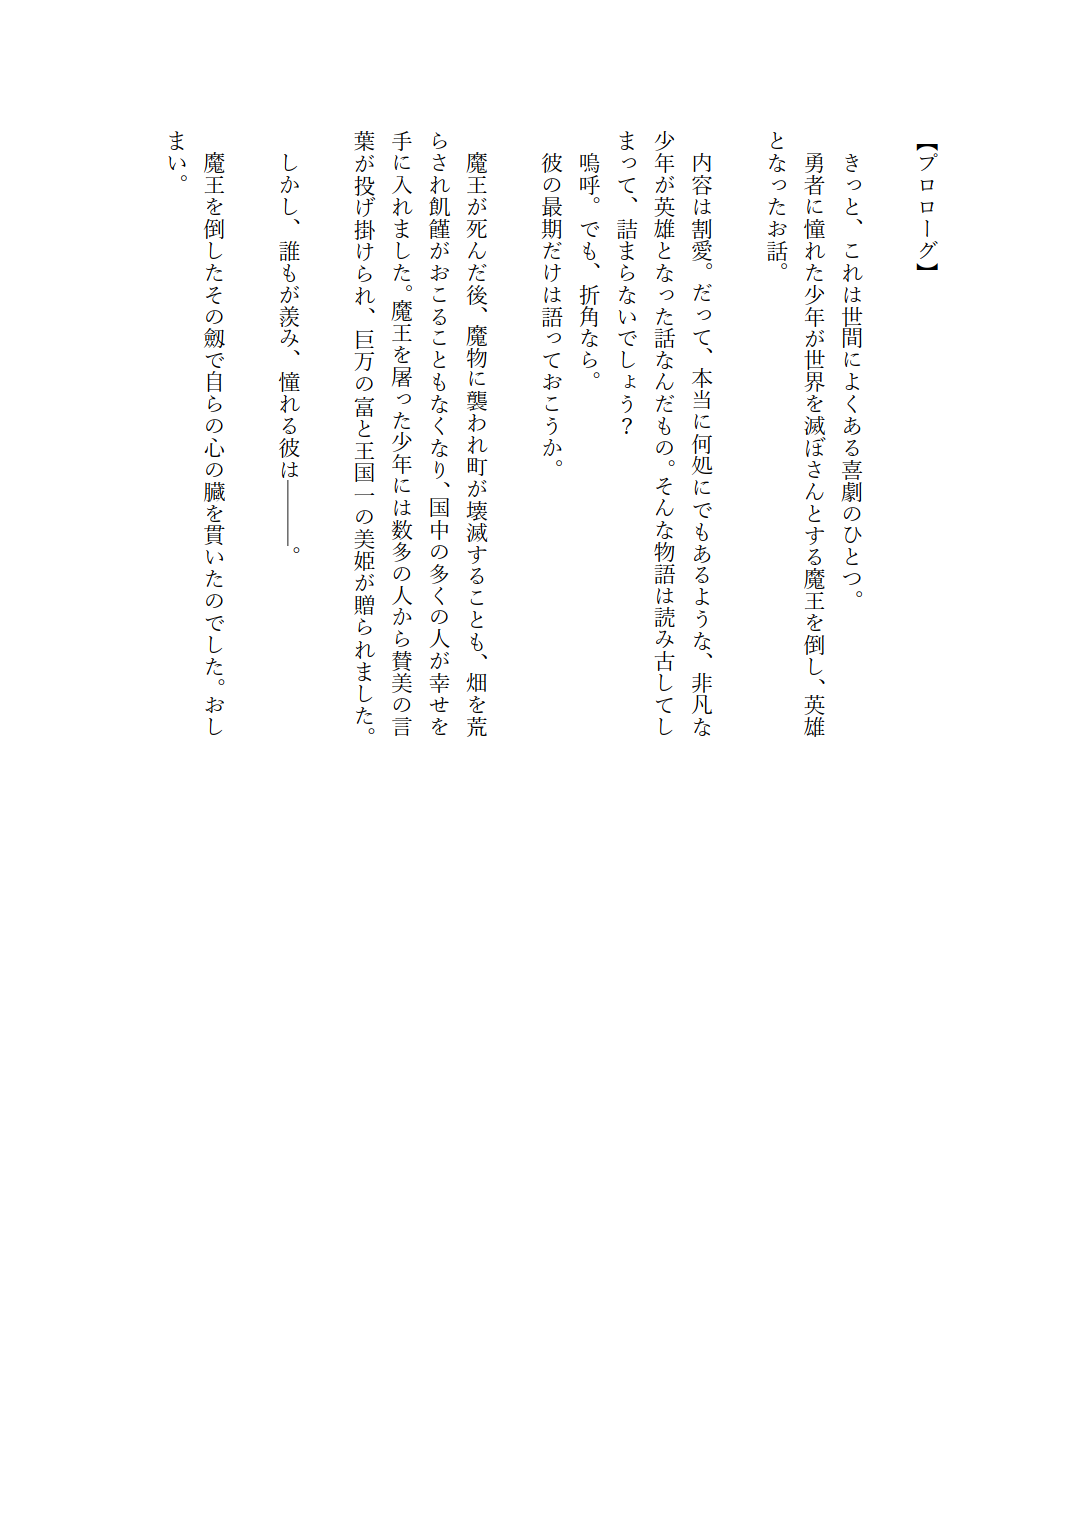 【プロローグ】
　きっと、これは世間によくある喜劇のひとつ。
　勇者に憧れた少年が世界を滅ぼさんとする魔王を倒し、英雄
となったお話。
　内容は割愛。だって、本当に何処にでもあるような、非凡な
少年が英雄となった話なんだもの。そんな物語は読み古してし
まって、詰まらないでしょう？
　嗚呼。でも、折角なら。
　彼の最期だけは語っておこうか。
　魔王が死んだ後、魔物に襲われ町が壊滅することも、畑を荒
らされ飢饉がおこることもなくなり、国中の多くの人が幸せを
手に入れました。魔王を屠った少年には数多の人から賛美の言
葉が投げ掛けられ、巨万の富と王国一の美姫が贈られました。
　しかし、誰もが羨み、憧れる彼は―――。
　魔王を倒したその劔で自らの心の臓を貫いたのでした。おし
まい。